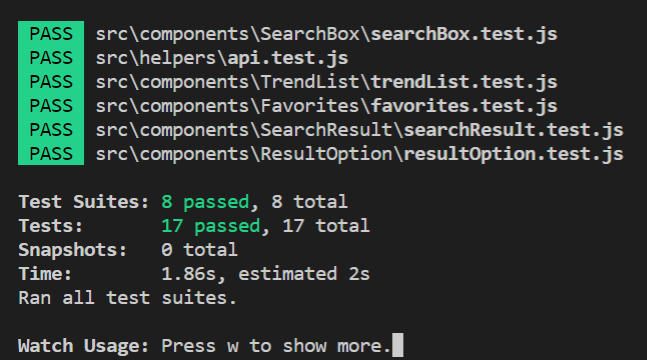 PASS src\components\SearchBox\searchBox.test.js
PASS src\helpers\api.test.js
PASS src\components\TrendList\trendList.test.js
PASS src\components\Favorites\favorites.test.js
PASS src\components\SearchResult\searchResult.test.js
PASS src\components\ResultOption\resultOption.test.js
Test Suites: 8 passed, 8 total
Tests: 17 passed, 17 total
Snapshots: 0 total
Time: 1.86s, estimated 2s
Ran all test suites.
Watch Usage: Press w to show more.